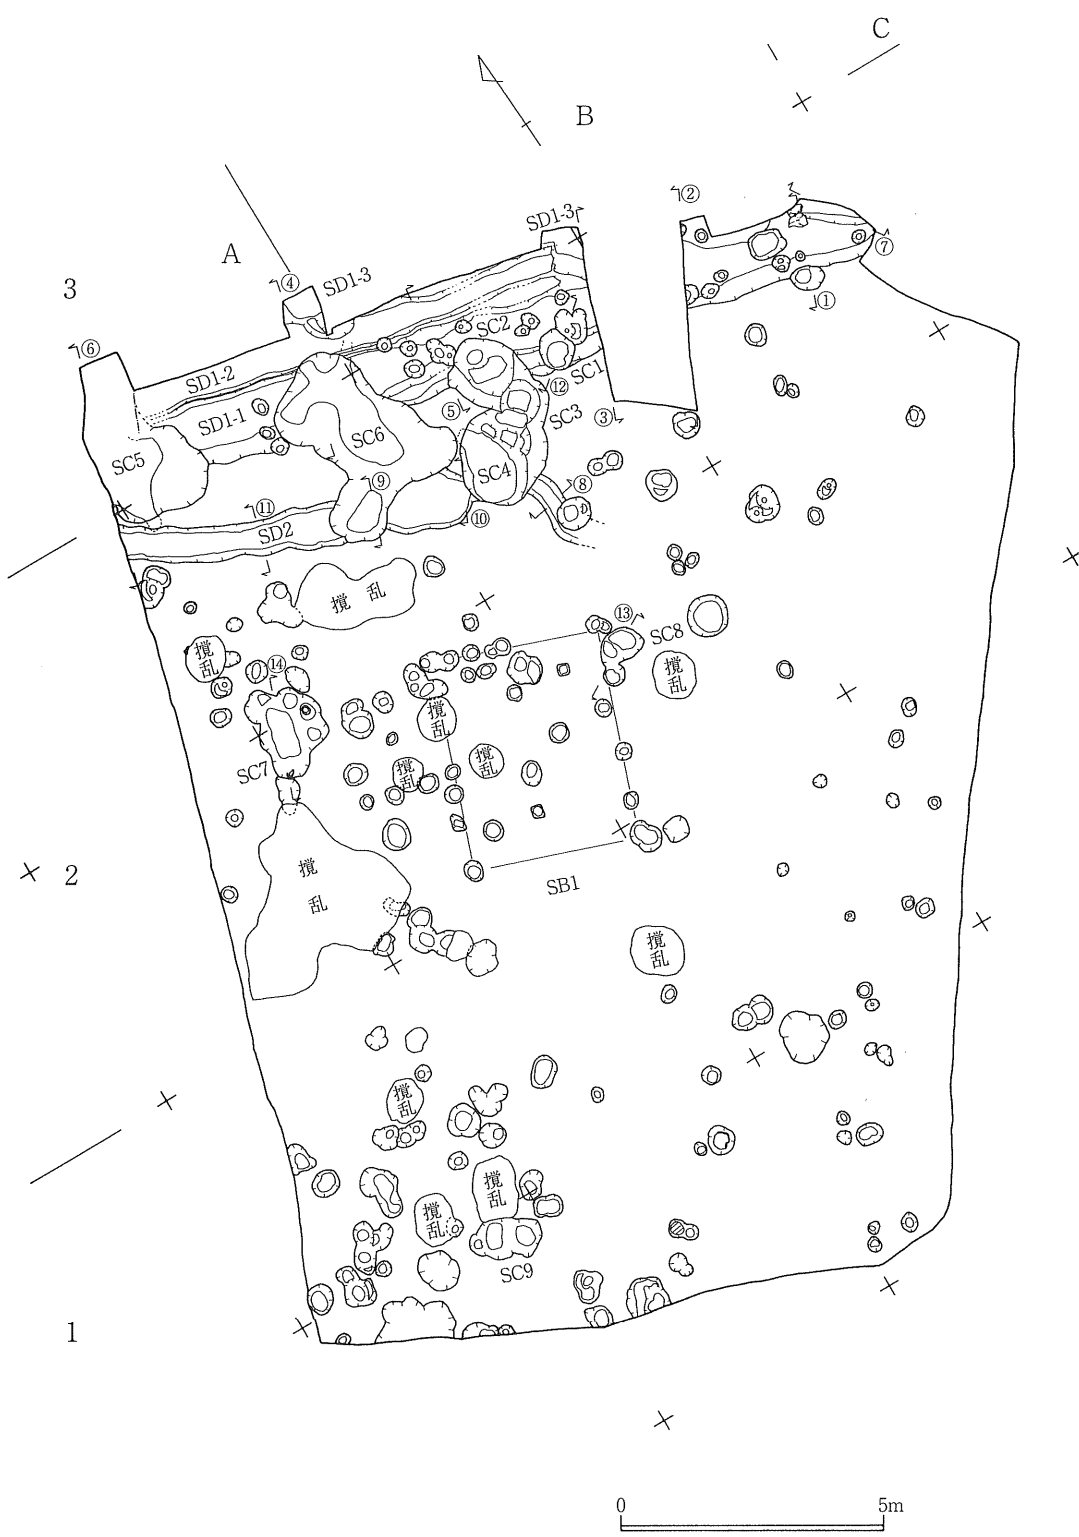 C
B
②
SD1-3
⑦
A
④
SD1-3
①
3
SC2
⑥
SD1-2
SC1
⑫
⑤
③
SC3
SD1-1
SC6
SC5
SC4
⑨
⑧
⑪
⑩
SD2
撹 乱
⑬
SC8
撹
乱
撹
乱
⑭
撹
乱
撹
乱
撹
乱
SC7
撹
乱
2
SB1
撹
乱
撹
乱
撹
乱
撹
乱
SC9
1
0
5m